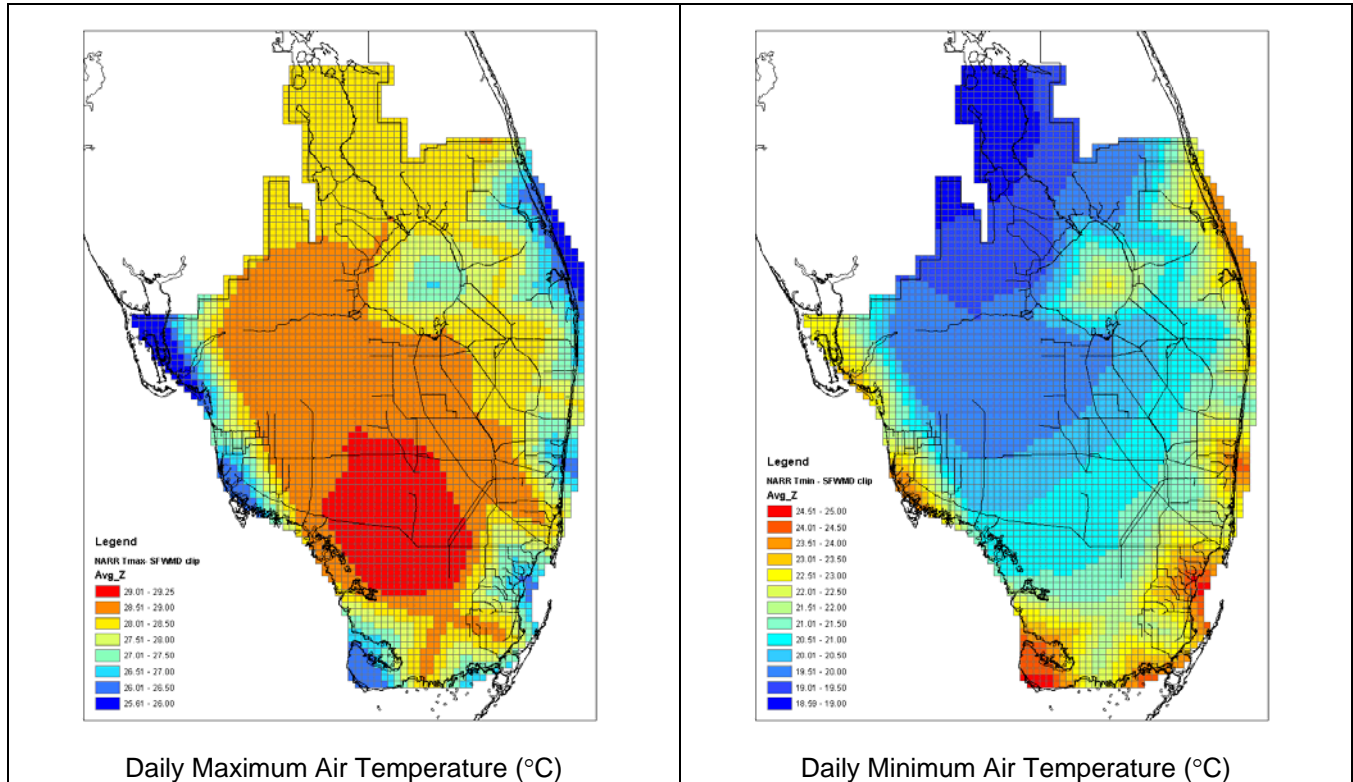 Legend
NARR Tmax- SFWMD clip
Avg_Z
29.01 - 29.25
28.51 - 29.00
28.01 - 28.50
27.51 - 28.00
27.01 - 27.50
26.51 - 27.00
26.01 - 26.50
25.61 - 26.00
Daily Maximum Air Temperature (°C)
Legend
NARR Tmin - SFWMD clip
Avg_Z
24.51 - 25.00
24.01 - 24.50
23.51 - 24.00
23.01 - 23.50
22.51 - 23.00
22.01 - 22.50
21.51 - 22.00
21.01 - 21.50
20.51 - 21.00
20.01 - 20.50
19.51 - 20.00
19.01 - 19.50
18.59 - 19.00
Daily Minimum Air Temperature (°C)